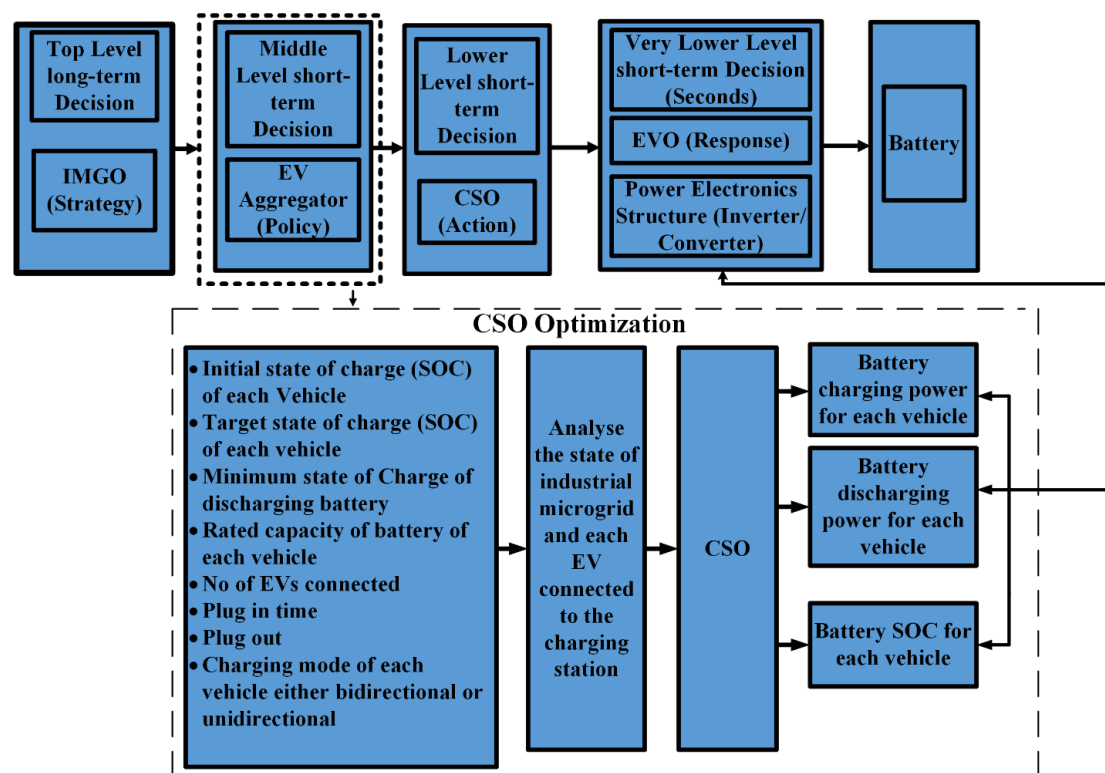 Top Level
long-term
Decision
IMGO
(Strategy)
Middle
Level short-
term
Decision
EV
Aggregator
(Policy)
Lower
Level short-
term
Decision
CSO
(Action)
Very Lower Level
short-term Decision
(Seconds)
EVO (Response)
Power Electronics
Structure (Inverter/
Converter)
Battery
CSO Optimization
• Initial state of charge (SOC)
of each Vehicle
• Target state of charge (SOC)
of each vehicle
• Minimum state of Charge of
discharging battery
• Rated capacity of battery of
each vehicle
• No of EVs connected
• Plug in time
• Plug out
• Charging mode of each
vehicle either bidirectional or
unidirectional
Analyse
the state of
industrial
microgrid
and each
EV
connected
to the
charging
station
CSO
Battery
charging power
for each vehicle
Battery
discharging
power for each
vehicle
Battery SOC for
each vehicle